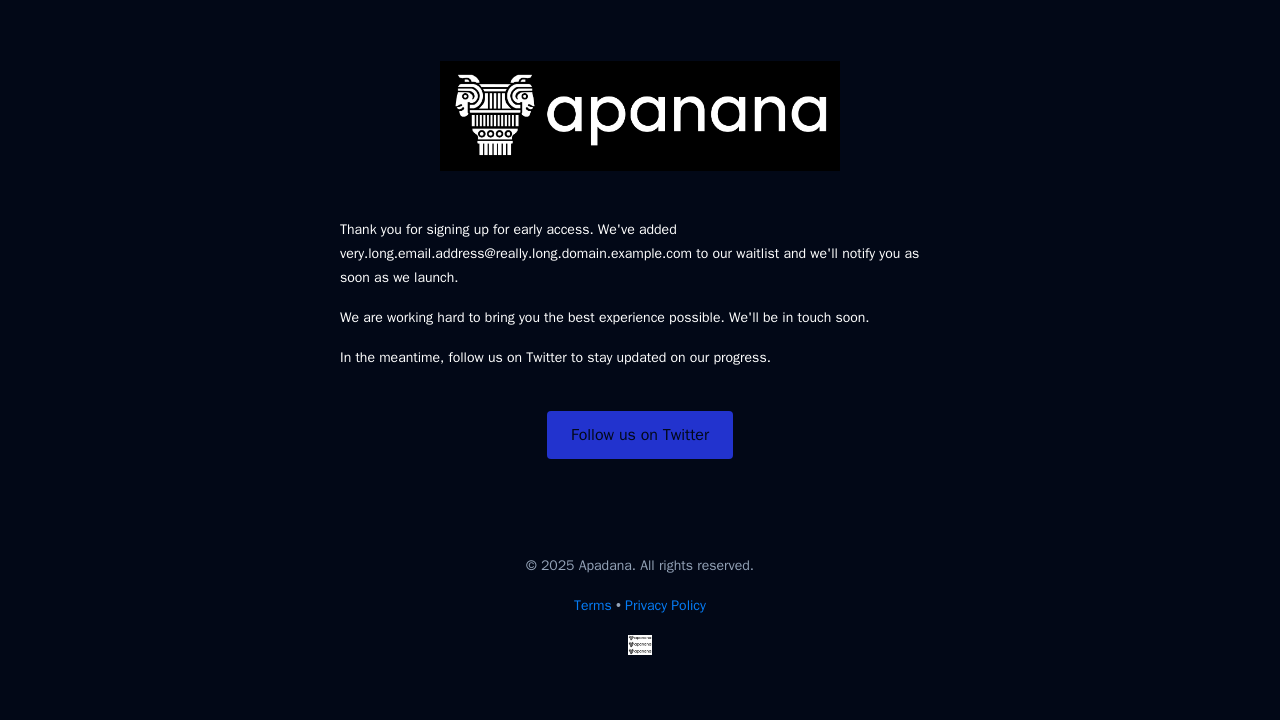 apanana
Thank you for signing up for early access. We've added
very.long.email.address@really.long.domain.example.com to our waitlist and we'll notify you as
soon as we launch.
We are working hard to bring you the best experience possible. We'll be in touch soon.
In the meantime, follow us on Twitter to stay updated on our progress.
Follow us on Twitter
© 2025 Apadana. All rights reserved.
Terms • Privacy Policy
apanana
apanana
apanana